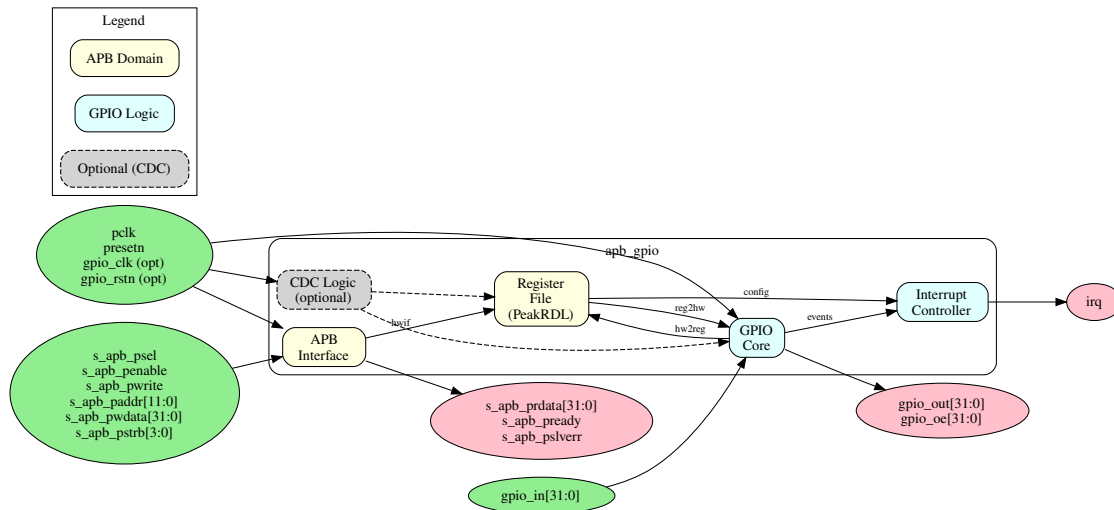 Legend
APB Domain
GPIO Logic
Optional (CDC)
pclk
presetn
gpio_clk (opt)
gpio_rstn (opt)
s_apb_psel
s_apb_penable
s_apb_pwrite
s_apb_paddr[11:0]
s_apb_pwdata[31:0]
s_apb_pstrb[3:0]
apb_gpio
CDC Logic
(optional)
APB
Interface
hwif
Register
File
(PeakRDL)
config
reg2hw
hw2reg
GPIO
Core
events
Interrupt
Controller
irq
s_apb_prdata[31:0]
s_apb_pready
s_apb_pslverr
gpio_out[31:0]
gpio_oe[31:0]
gpio_in[31:0]